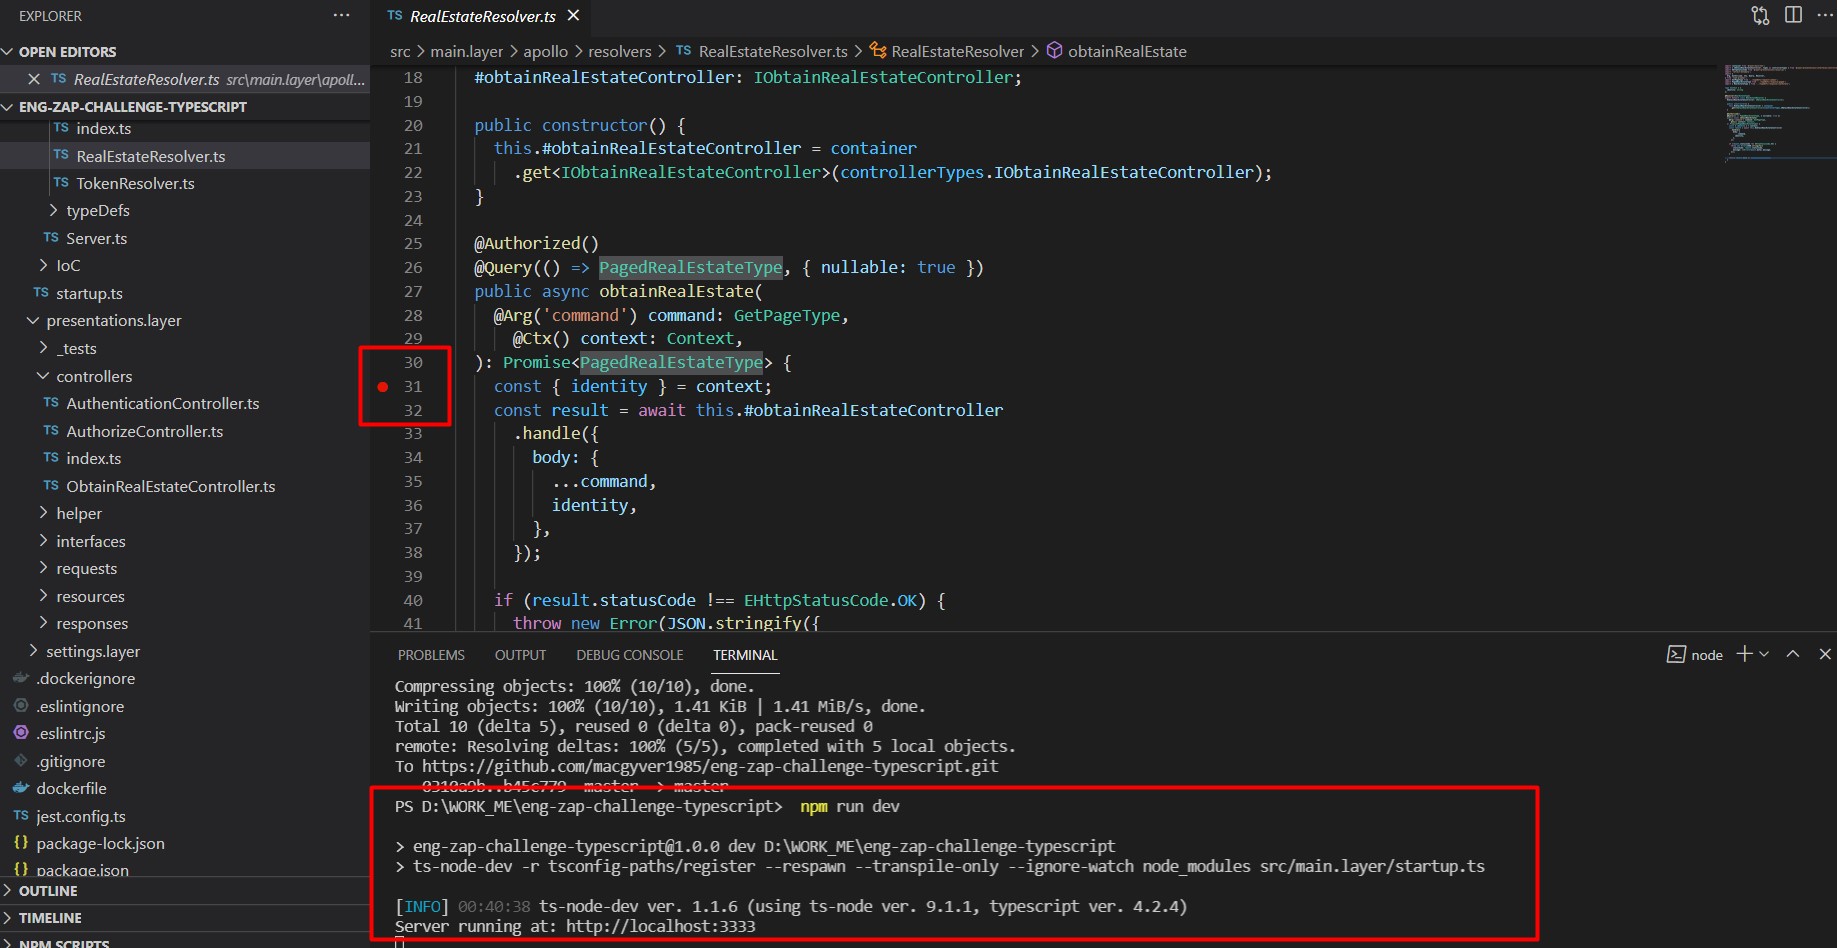 EXPLORER
OPEN EDITORS
TS RealEstateResolver.ts src\main.layer\apoll...
ENG-ZAP-CHALLENGE-TYPESCRIPT
TS index.ts
TS RealEstateResolver.ts
TS TokenResolver.ts
typeDefs
TS Server.ts
IoC
TS startup.ts
presentations.layer
_tests
controllers
TS AuthenticationController.ts
TS AuthorizeController.ts
TS index.ts
TS ObtainRealEstateController.ts
helper
interfaces
requests
resources
responses
settings.layer
.dockerignore
.eslintignore
.eslintrc.js
.gitignore
dockerfile
TS jest.config.ts
{} package-lock.json
{} package.json
OUTLINE
TIMELINE
NPM SCRIPTS
TS RealEstateResolver.ts
src > main.layer > apollo > resolvers > TS RealEstateResolver.ts > RealEstateResolver > obtainRealEstate
18 #obtainRealEstateController: IObtainRealEstateController;
19
20 public constructor() {
21 this.#obtainRealEstateController = container
22 .get<IObtainRealEstateController>(controllerTypes.IObtainRealEstateController);
23 }
24
25 @Authorized()
26 @Query(() => PagedRealEstateType, { nullable: true })
27 public async obtainRealEstate(
28 @Arg('command') command: GetPageType,
29 @Ctx() context: Context,
30 ): Promise<PagedRealEstateType> {
31 const { identity } = context;
32 const result = await this.#obtainRealEstateController
33 .handle({
34 body: {
35 ...command,
36 identity,
37 },
38 });
39
40 if (result.statusCode !== EHttpStatusCode.OK) {
41 throw new Error(JSON.stringify({
PROBLEMS OUTPUT DEBUG CONSOLE TERMINAL node
Compressing objects: 100% (10/10), done.
Writing objects: 100% (10/10), 1.41 KiB | 1.41 MiB/s, done.
Total 10 (delta 5), reused 0 (delta 0), pack-reused 0
remote: Resolving deltas: 100% (5/5), completed with 5 local objects.
To https://github.com/macgyver1985/eng-zap-challenge-typescript.git
master -> master
PS D:\WORK_ME\eng-zap-challenge-typescript> npm run dev
> eng-zap-challenge-typescript@1.0.0 dev D:\WORK_ME\eng-zap-challenge-typescript
> ts-node-dev -r tsconfig-paths/register --respawn --transpile-only --ignore-watch node_modules src/main.layer/startup.ts
[INFO] 00:40:38 ts-node-dev ver. 1.1.6 (using ts-node ver. 9.1.1, typescript ver. 4.2.4)
Server running at: http://localhost:3333